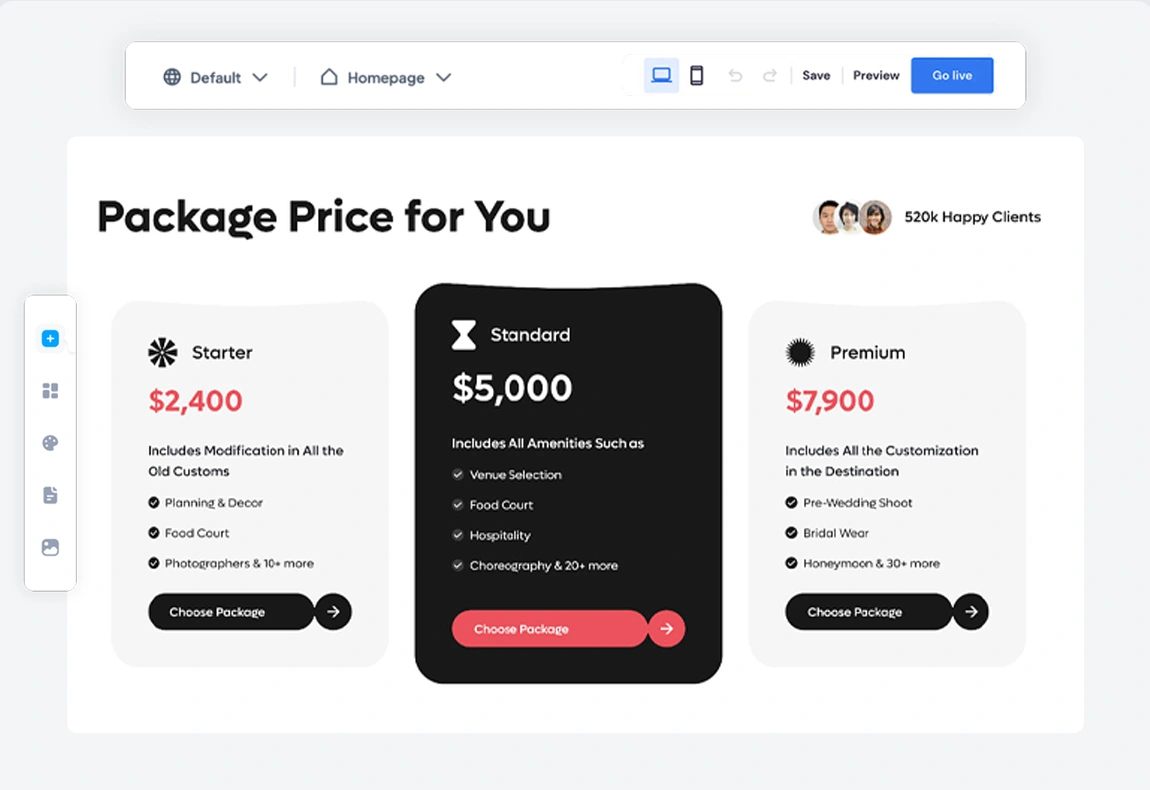 Default
Homepage
Save
Preview
Go live
Package Price for You
520k Happy Clients
Starter
$2,400
Includes Modification in All the
Old Customs
Planning & Decor
Food Court
Photographers & 10+ more
Choose Package
Standard
$5,000
Includes All Amenities Such as
Venue Selection
Food Court
Hospitality
Choreography & 20+ more
Choose Package
Premium
$7,900
Includes All the Customization
in the Destination
Pre-Wedding Shoot
Bridal Wear
Honeymoon & 30+ more
Choose Package